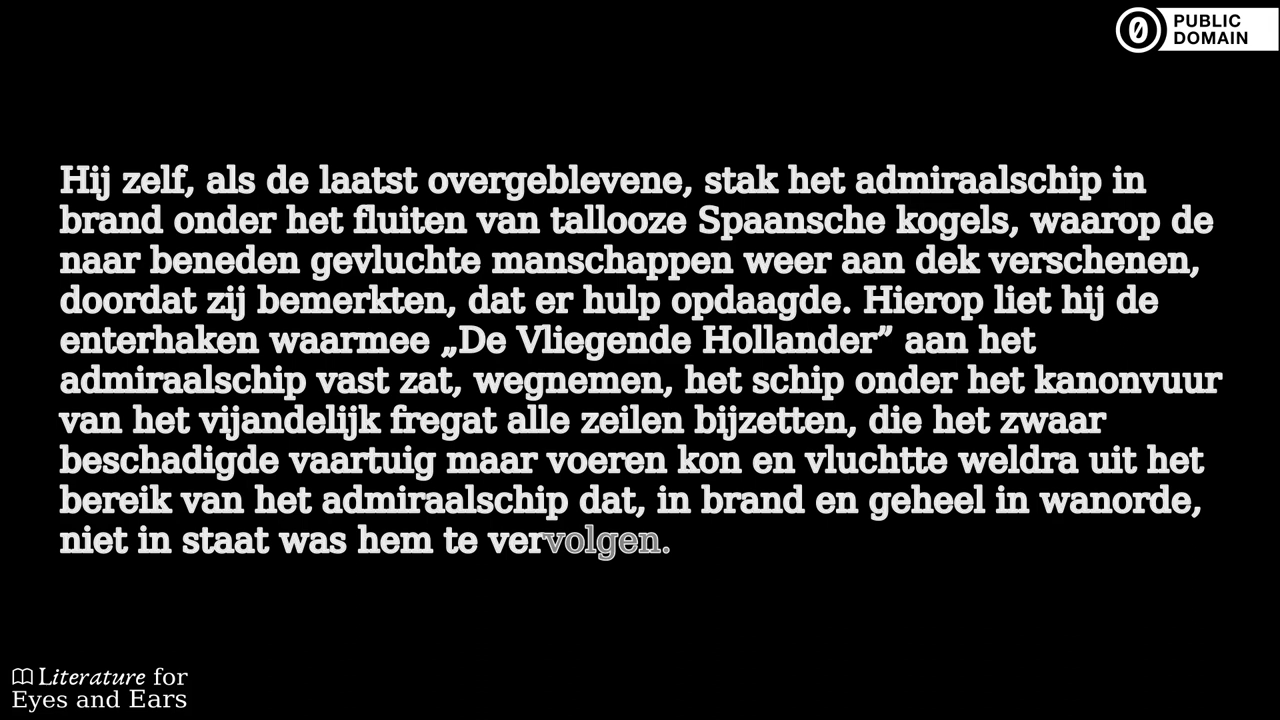 PUBLIC
DOMAIN
Hij zelf, als de laatst overgeblevene, stak het admiraalschip in
brand onder het fluiten van tallooze Spaansche kogels, waarop de
naar beneden gevluchte manschappen weer aan dek verschenen,
doordat zij bemerkten, dat er hulp opdaagde. Hierop liet hij de
enterhaken waarmee „De Vliegende Hollander” aan het
admiraalschip vast zat, wegnemen, het schip onder het kanonvuur
van het vijandelijk fregat alle zeilen bijzetten, die het zwaar
beschadigde vaartuig maar voeren kon en vluchtte weldra uit het
bereik van het admiraalschip dat, in brand en geheel in wanorde,
niet in staat was hem te vervolgen.
Literature for
Eyes and Ears